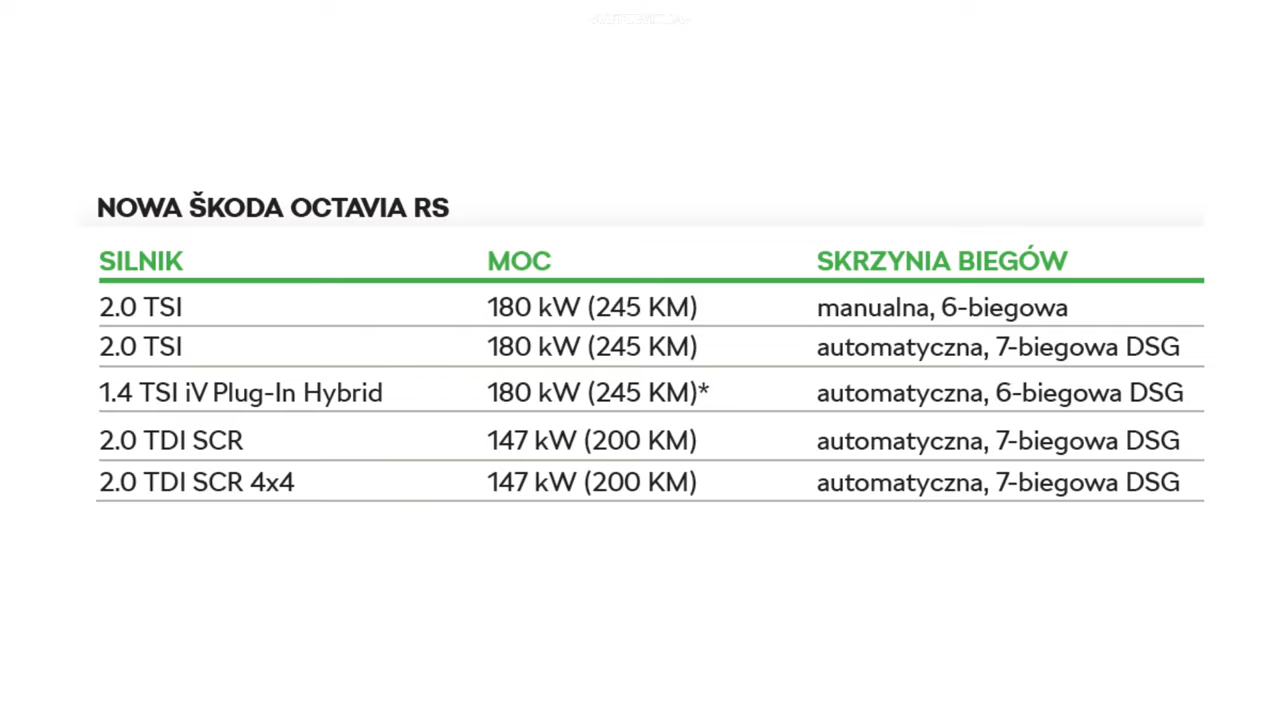 NOWA ŠKODA OCTAVIA RS
SILNIK MOC SKRZYNIA BIEGÓW
2.0 TSI 180 kW (245 KM) manualna, 6-biegowa
2.0 TSI 180 kW (245 KM) automatyczna, 7-biegowa DSG
1.4 TSI iV Plug-In Hybrid 180 kW (245 KM)* automatyczna, 6-biegowa DSG
2.0 TDI SCR 147 kW (200 KM) automatyczna, 7-biegowa DSG
2.0 TDI SCR 4x4 147 kW (200 KM) automatyczna, 7-biegowa DSG